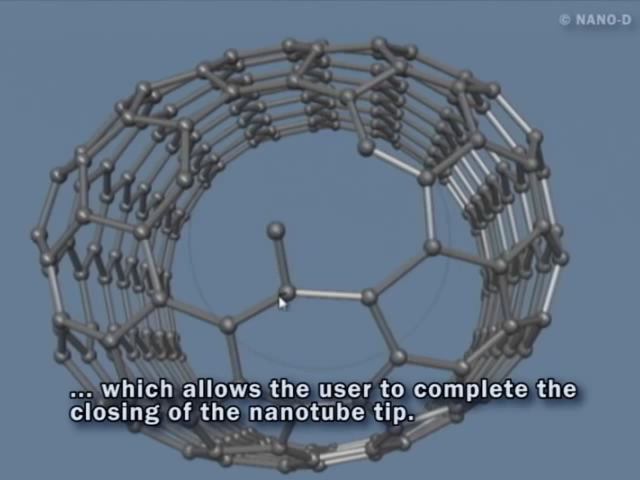 © NANO-D
... which allows the user to complete the
closing of the nanotube tip.